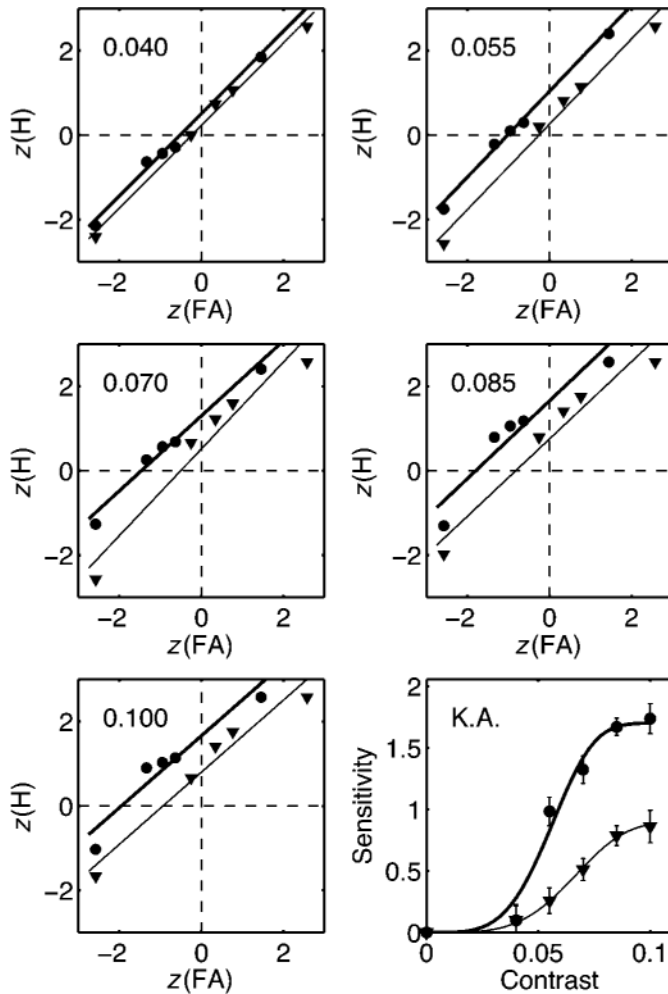 0.040
2
0
−2
z(H)
−2 0 2
z(FA)
0.055
2
0
−2
z(H)
−2 0 2
z(FA)
0.070
2
0
−2
z(H)
−2 0 2
z(FA)
0.085
2
0
−2
z(H)
−2 0 2
z(FA)
0.100
2
0
−2
z(H)
−2 0 2
z(FA)
K.A.
2
1.5
1
0.5
0
Sensitivity
0 0.05 0.1
Contrast